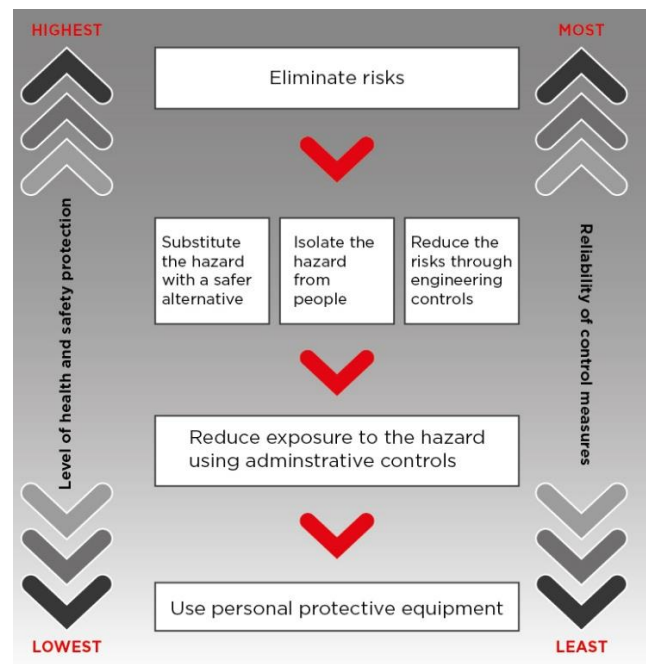 HIGHEST
MOST
Eliminate risks
Level of health and safety protection
Substitute
the hazard
with a safer
alternative
Isolate the
hazard
from
people
Reduce the
risks through
engineering
controls
Reliability of control measures
Reduce exposure to the hazard
using adminstrative controls
Use personal protective equipment
LOWEST
LEAST